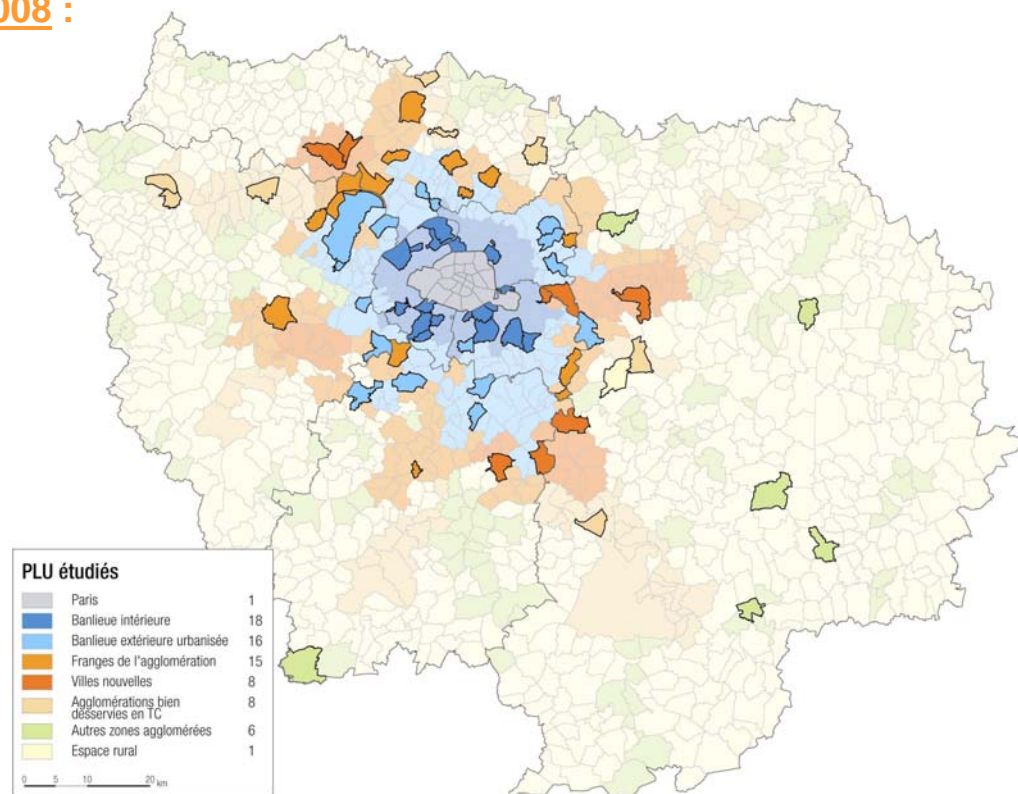 008 :
PLU étudiés
Paris 1
Banlieue intérieure 18
Banlieue extérieure urbanisée 16
Franges de l'agglomération 15
Villes nouvelles 8
Agglomérations bien
désservies en TC 8
Autres zones agglomérées 6
Espace rural 1
0 5 10 20 km